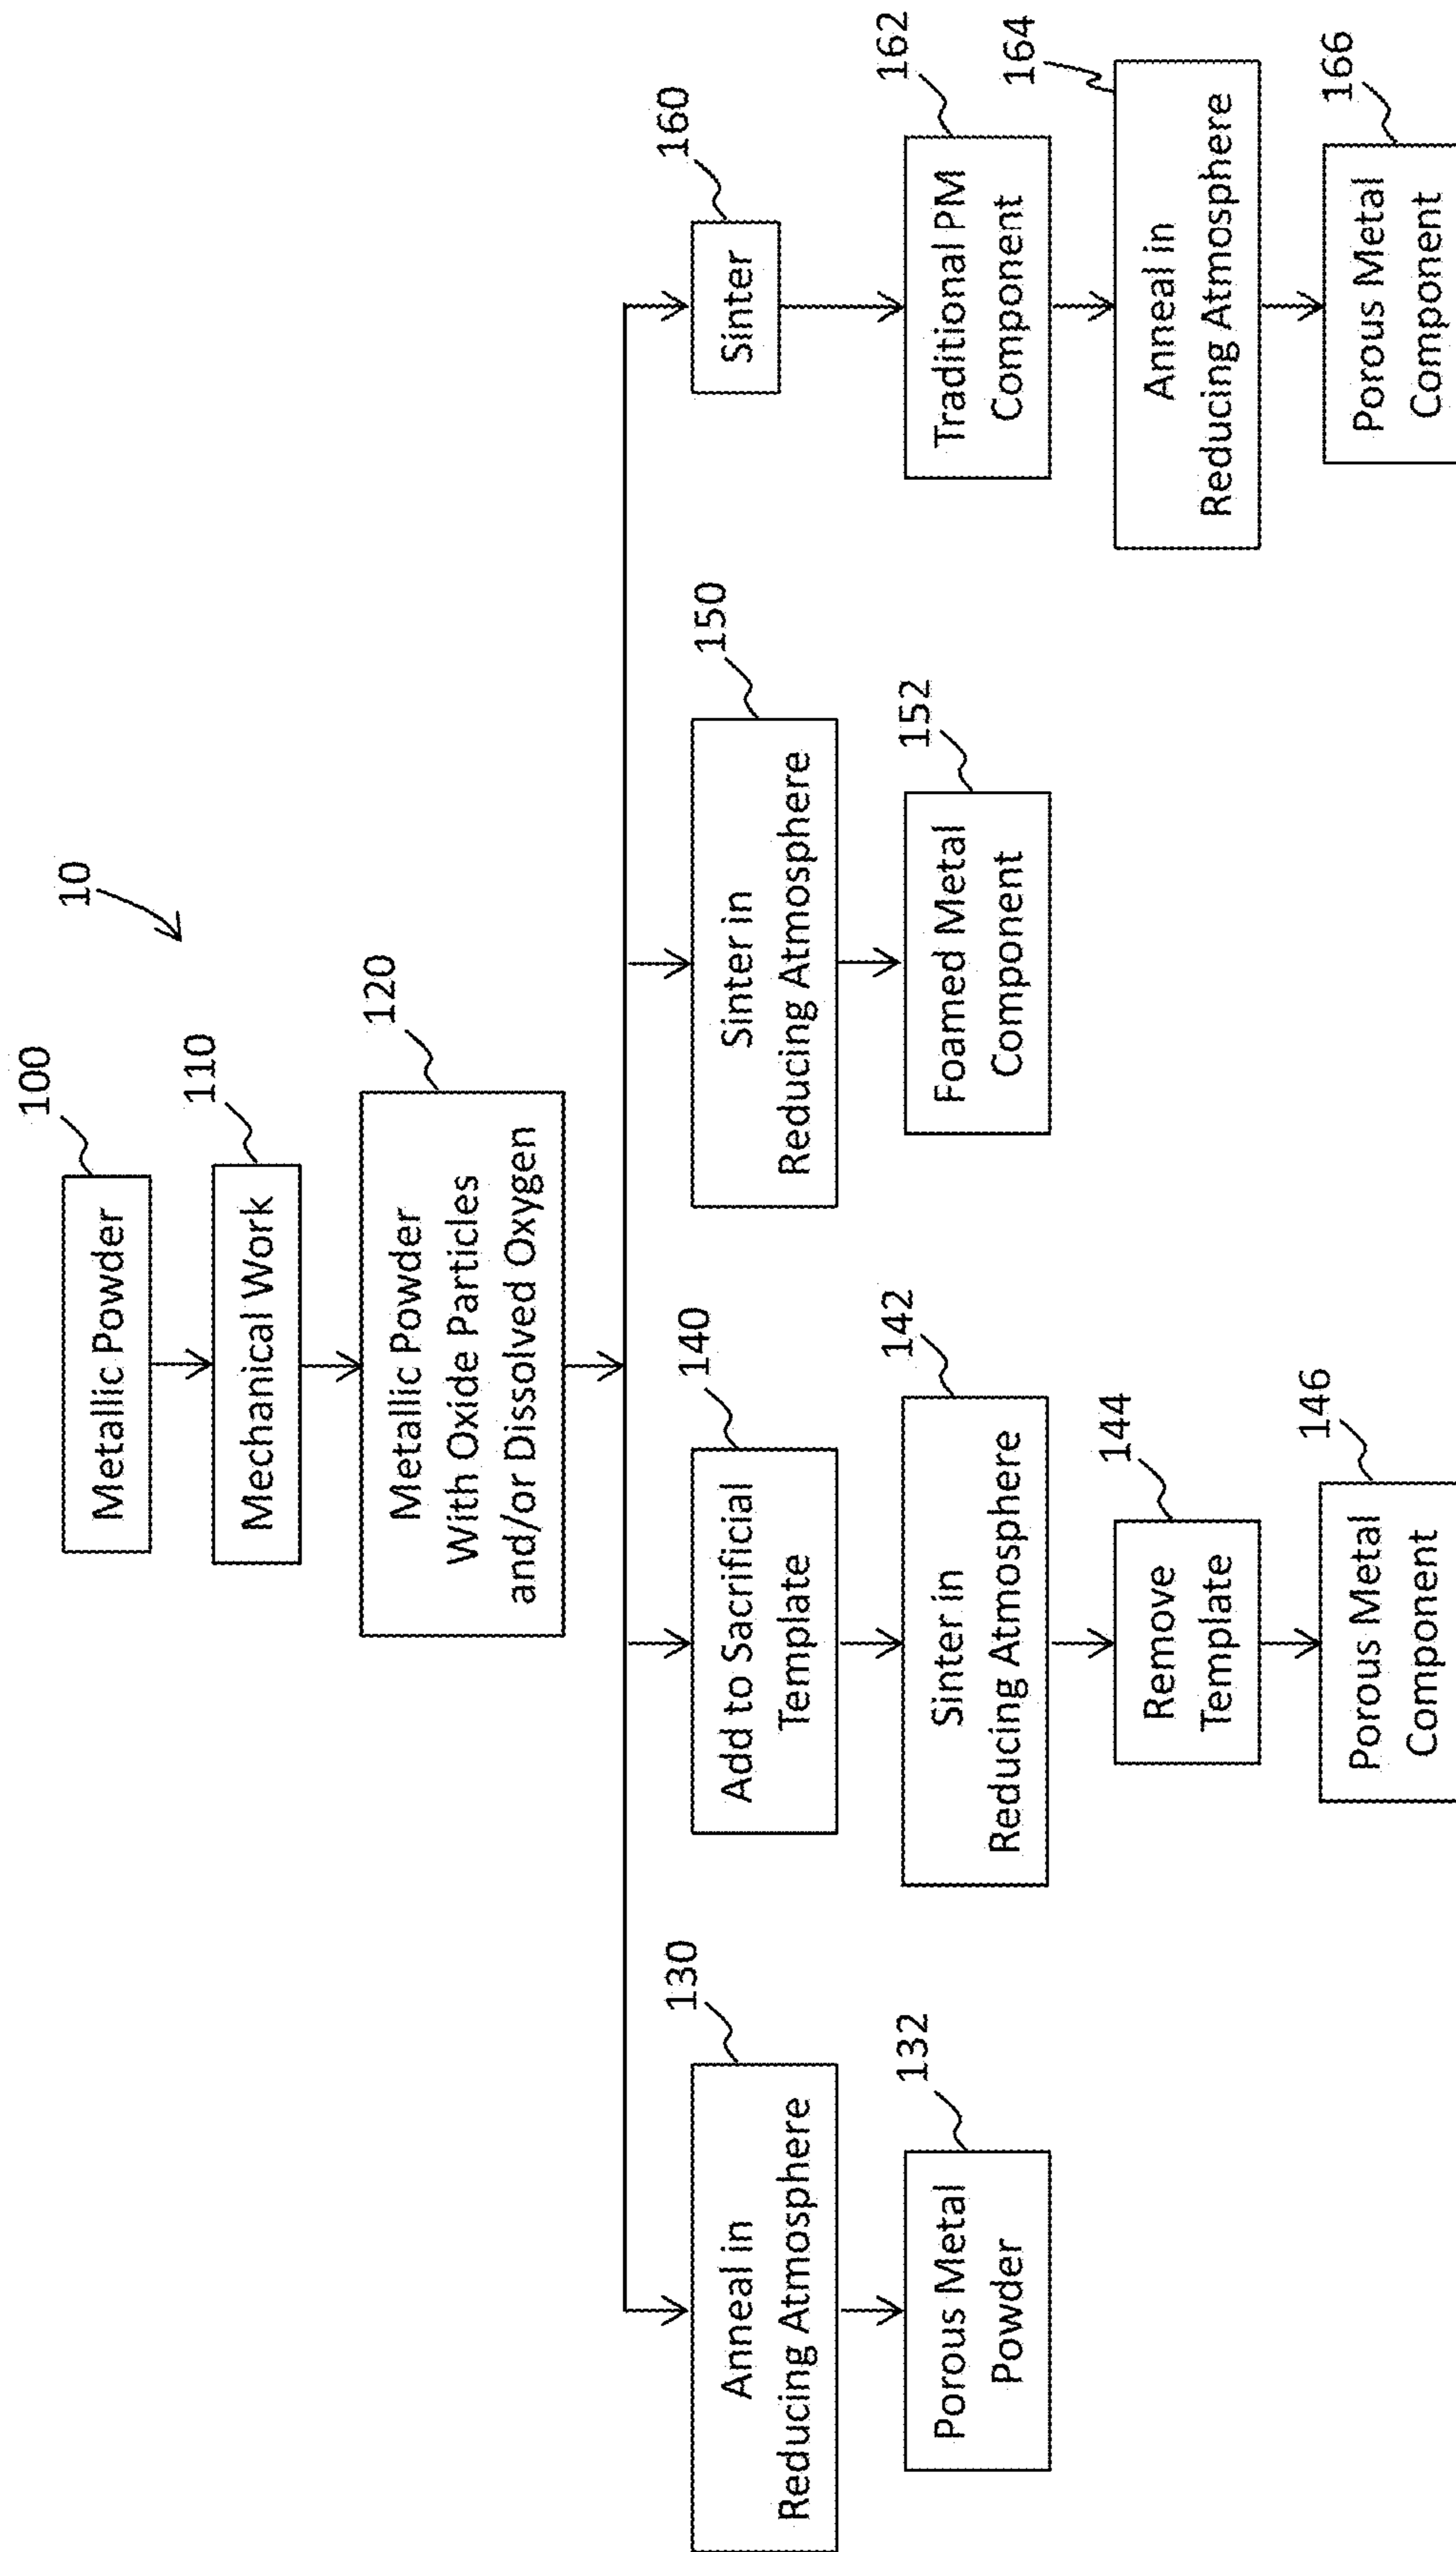 10
100
Metallic Powder
110
Mechanical Work
120
Metallic Powder
With Oxide Particles
and/or Dissolved Oxygen
130
Anneal in
Reducing Atmosphere
132
Porous Metal
Powder
140
Add to Sacrificial
Template
142
Sinter in
Reducing Atmosphere
144
Remove
Template
146
Porous Metal
Component
150
Sinter in
Reducing Atmosphere
152
Foamed Metal
Component
160
Sinter
162
Traditional PM
Component
164
Anneal in
Reducing Atmosphere
166
Porous Metal
Component